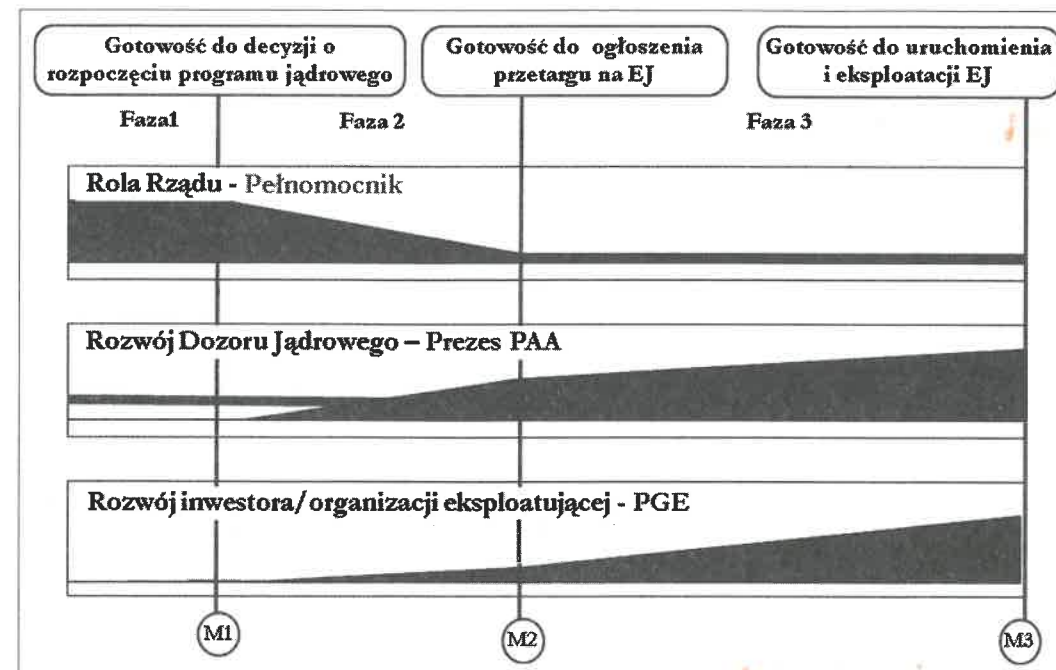 Gotowość do decyzji o
rozpoczęciu programu jądrowego
Gotowość do ogłoszenia
przetargu na EJ
Gotowość do uruchomienia
i eksploatacji EJ
Faza1
Faza 2
Faza 3
Rola Rządu - Pełnomocnik
Rozwój Dozoru Jądrowego – Prezes PAA
Rozwój inwestora/organizacji eksploatującej - PGE
M1
M2
M3